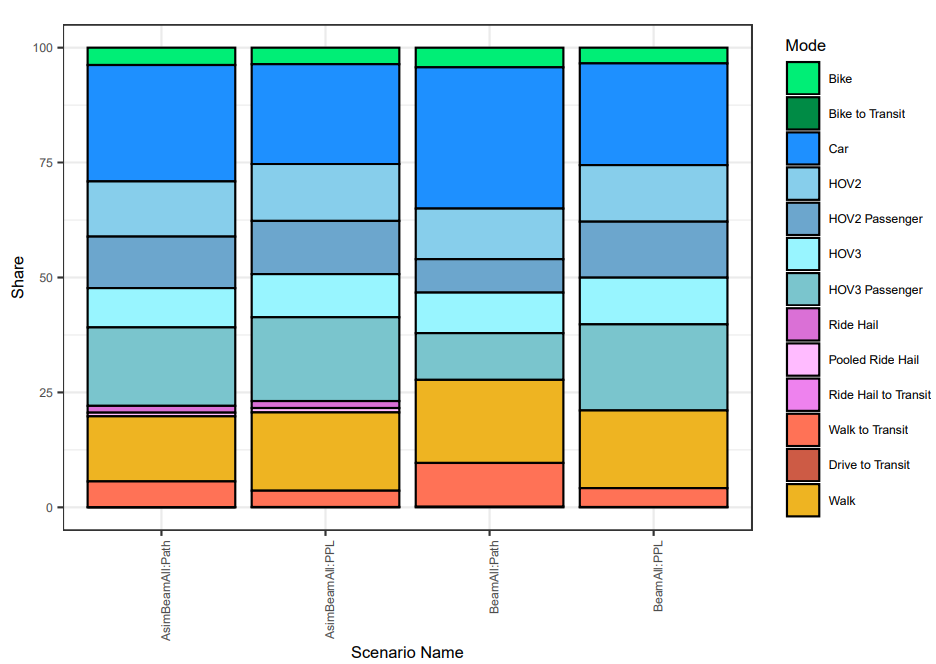 Share
100
75
50
25
0
AsimBeamAll:Path
AsimBeamAll:PPL
BeamAll:Path
BeamAll:PPL
Scenario Name
Mode
Bike
Bike to Transit
Car
HOV2
HOV2 Passenger
HOV3
HOV3 Passenger
Ride Hail
Pooled Ride Hail
Ride Hail to Transit
Walk to Transit
Drive to Transit
Walk